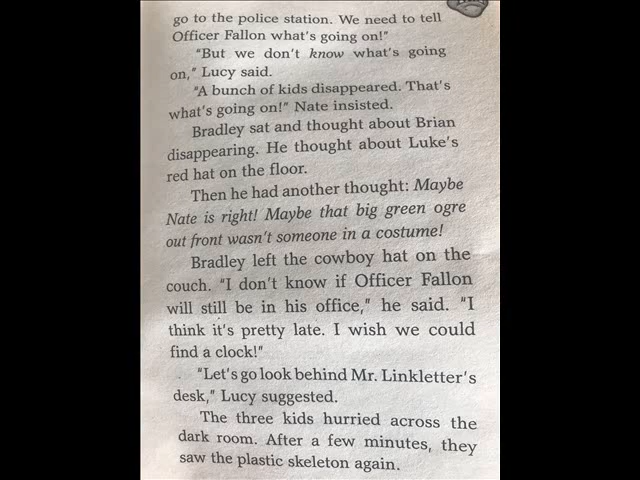 go to the police station. We need to tell
Officer Fallon what's going on!"
"But we don't know what's going
on," Lucy said.
"A bunch of kids disappeared. That's
what's going on!" Nate insisted.
Bradley sat and thought about Brian
disappearing. He thought about Luke's
red hat on the floor.
Then he had another thought: Maybe
Nate is right! Maybe that big green ogre
out front wasn't someone in a costume!
Bradley left the cowboy hat on the
couch. "I don't know if Officer Fallon
will still be in his office," he said. "I
think it's pretty late. I wish we could
find a clock!"
"Let's go look behind Mr. Linkletter's
desk," Lucy suggested.
The three kids hurried across the
dark room. After a few minutes, they
saw the plastic skeleton again.